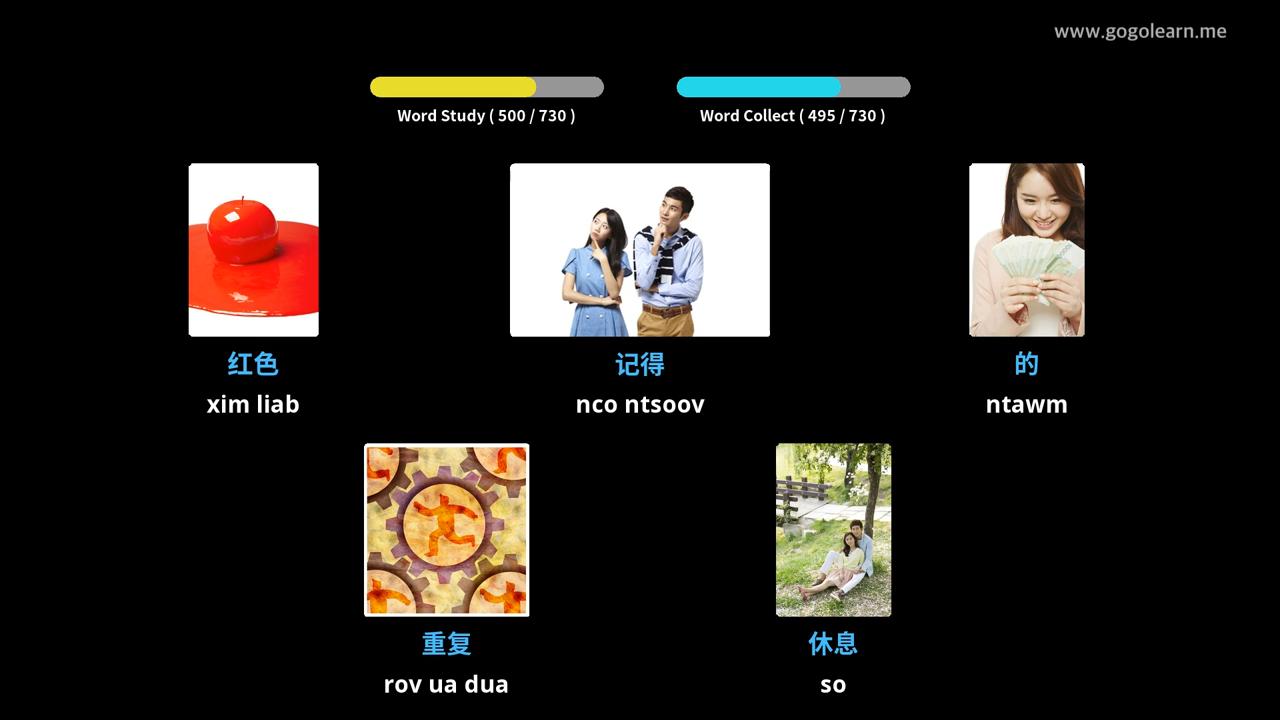 www.gogolearn.me
Word Study ( 500 / 730 )
Word Collect ( 495 / 730 )
红色
xim liab
记得
nco ntsoov
的
ntawm
重复
rov ua dua
休息
so